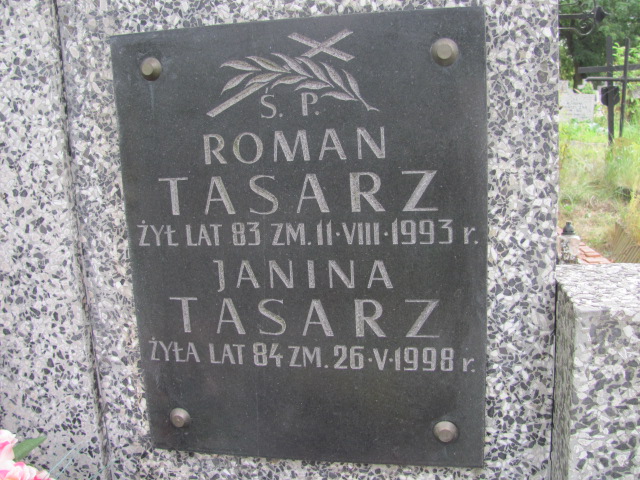 Ś. P.
ROMAN
TASARZ
ŻYŁ LAT 83 ZM. 11·VIII·1993 r.
JANINA
TASARZ
ŻYŁA LAT 84 ZM. 26·V·1998 r.